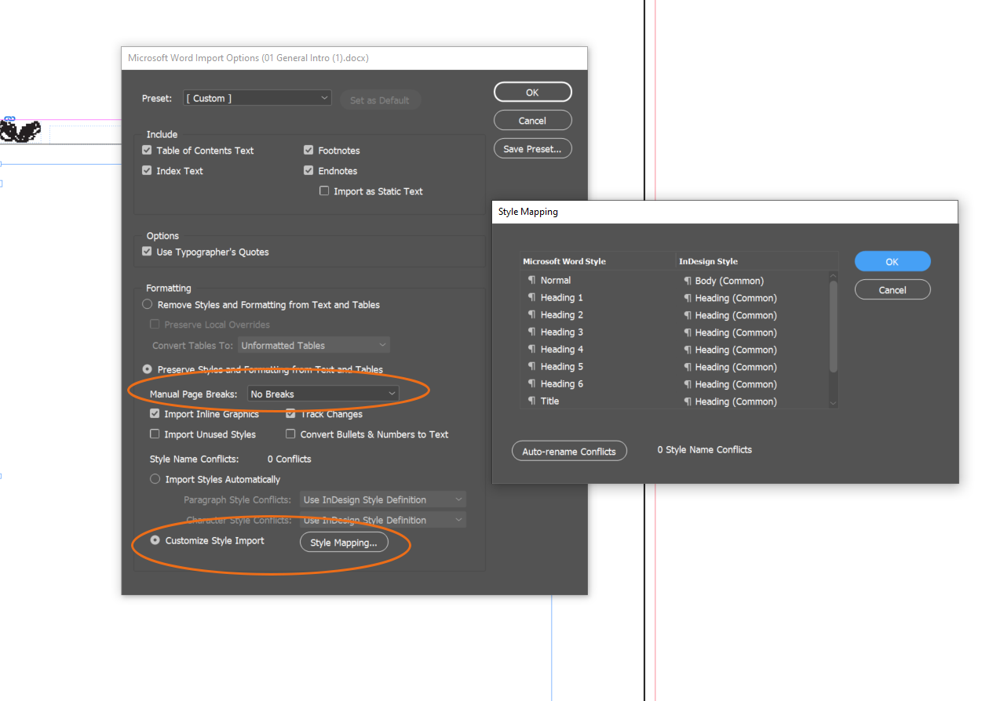 Microsoft Word Import Options (01 General Intro (1).docx)
Preset: [ Custom ] Set as Default
OK
Cancel
Save Preset...
Include
Table of Contents Text Footnotes
Index Text Endnotes
Import as Static Text
Options
Use Typographer's Quotes
Formatting
Remove Styles and Formatting from Text and Tables
Preserve Local Overrides
Convert Tables To: Unformatted Tables
Preserve Styles and Formatting from Text and Tables
Manual Page Breaks: No Breaks
Import Inline Graphics Track Changes
Import Unused Styles Convert Bullets & Numbers to Text
Style Name Conflicts: 0 Conflicts
Import Styles Automatically
Paragraph Style Conflicts: Use InDesign Style Definition
Character Style Conflicts: Use InDesign Style Definition
Customize Style Import Style Mapping...
Style Mapping
Microsoft Word Style InDesign Style
¶ Normal ¶ Body (Common)
¶ Heading 1 ¶ Heading (Common)
¶ Heading 2 ¶ Heading (Common)
¶ Heading 3 ¶ Heading (Common)
¶ Heading 4 ¶ Heading (Common)
¶ Heading 5 ¶ Heading (Common)
¶ Heading 6 ¶ Heading (Common)
¶ Title ¶ Heading (Common)
OK
Cancel
Auto-rename Conflicts 0 Style Name Conflicts